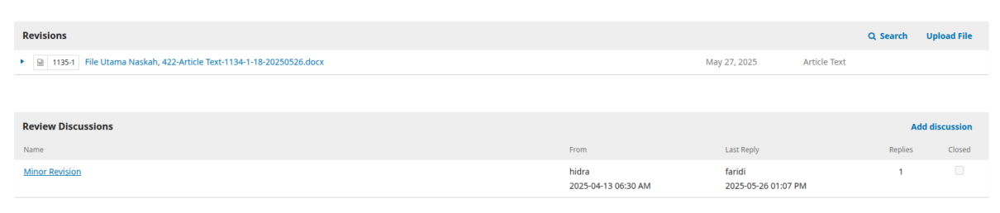 Revisions Search Upload File
1135-1 File Utama Naskah, 422-Article Text-1134-1-18-20250526.docx May 27, 2025 Article Text
Review Discussions Add discussion
Name From Last Reply Replies Closed
Minor Revision hidra faridi 1
2025-04-13 06:30 AM 2025-05-26 01:07 PM